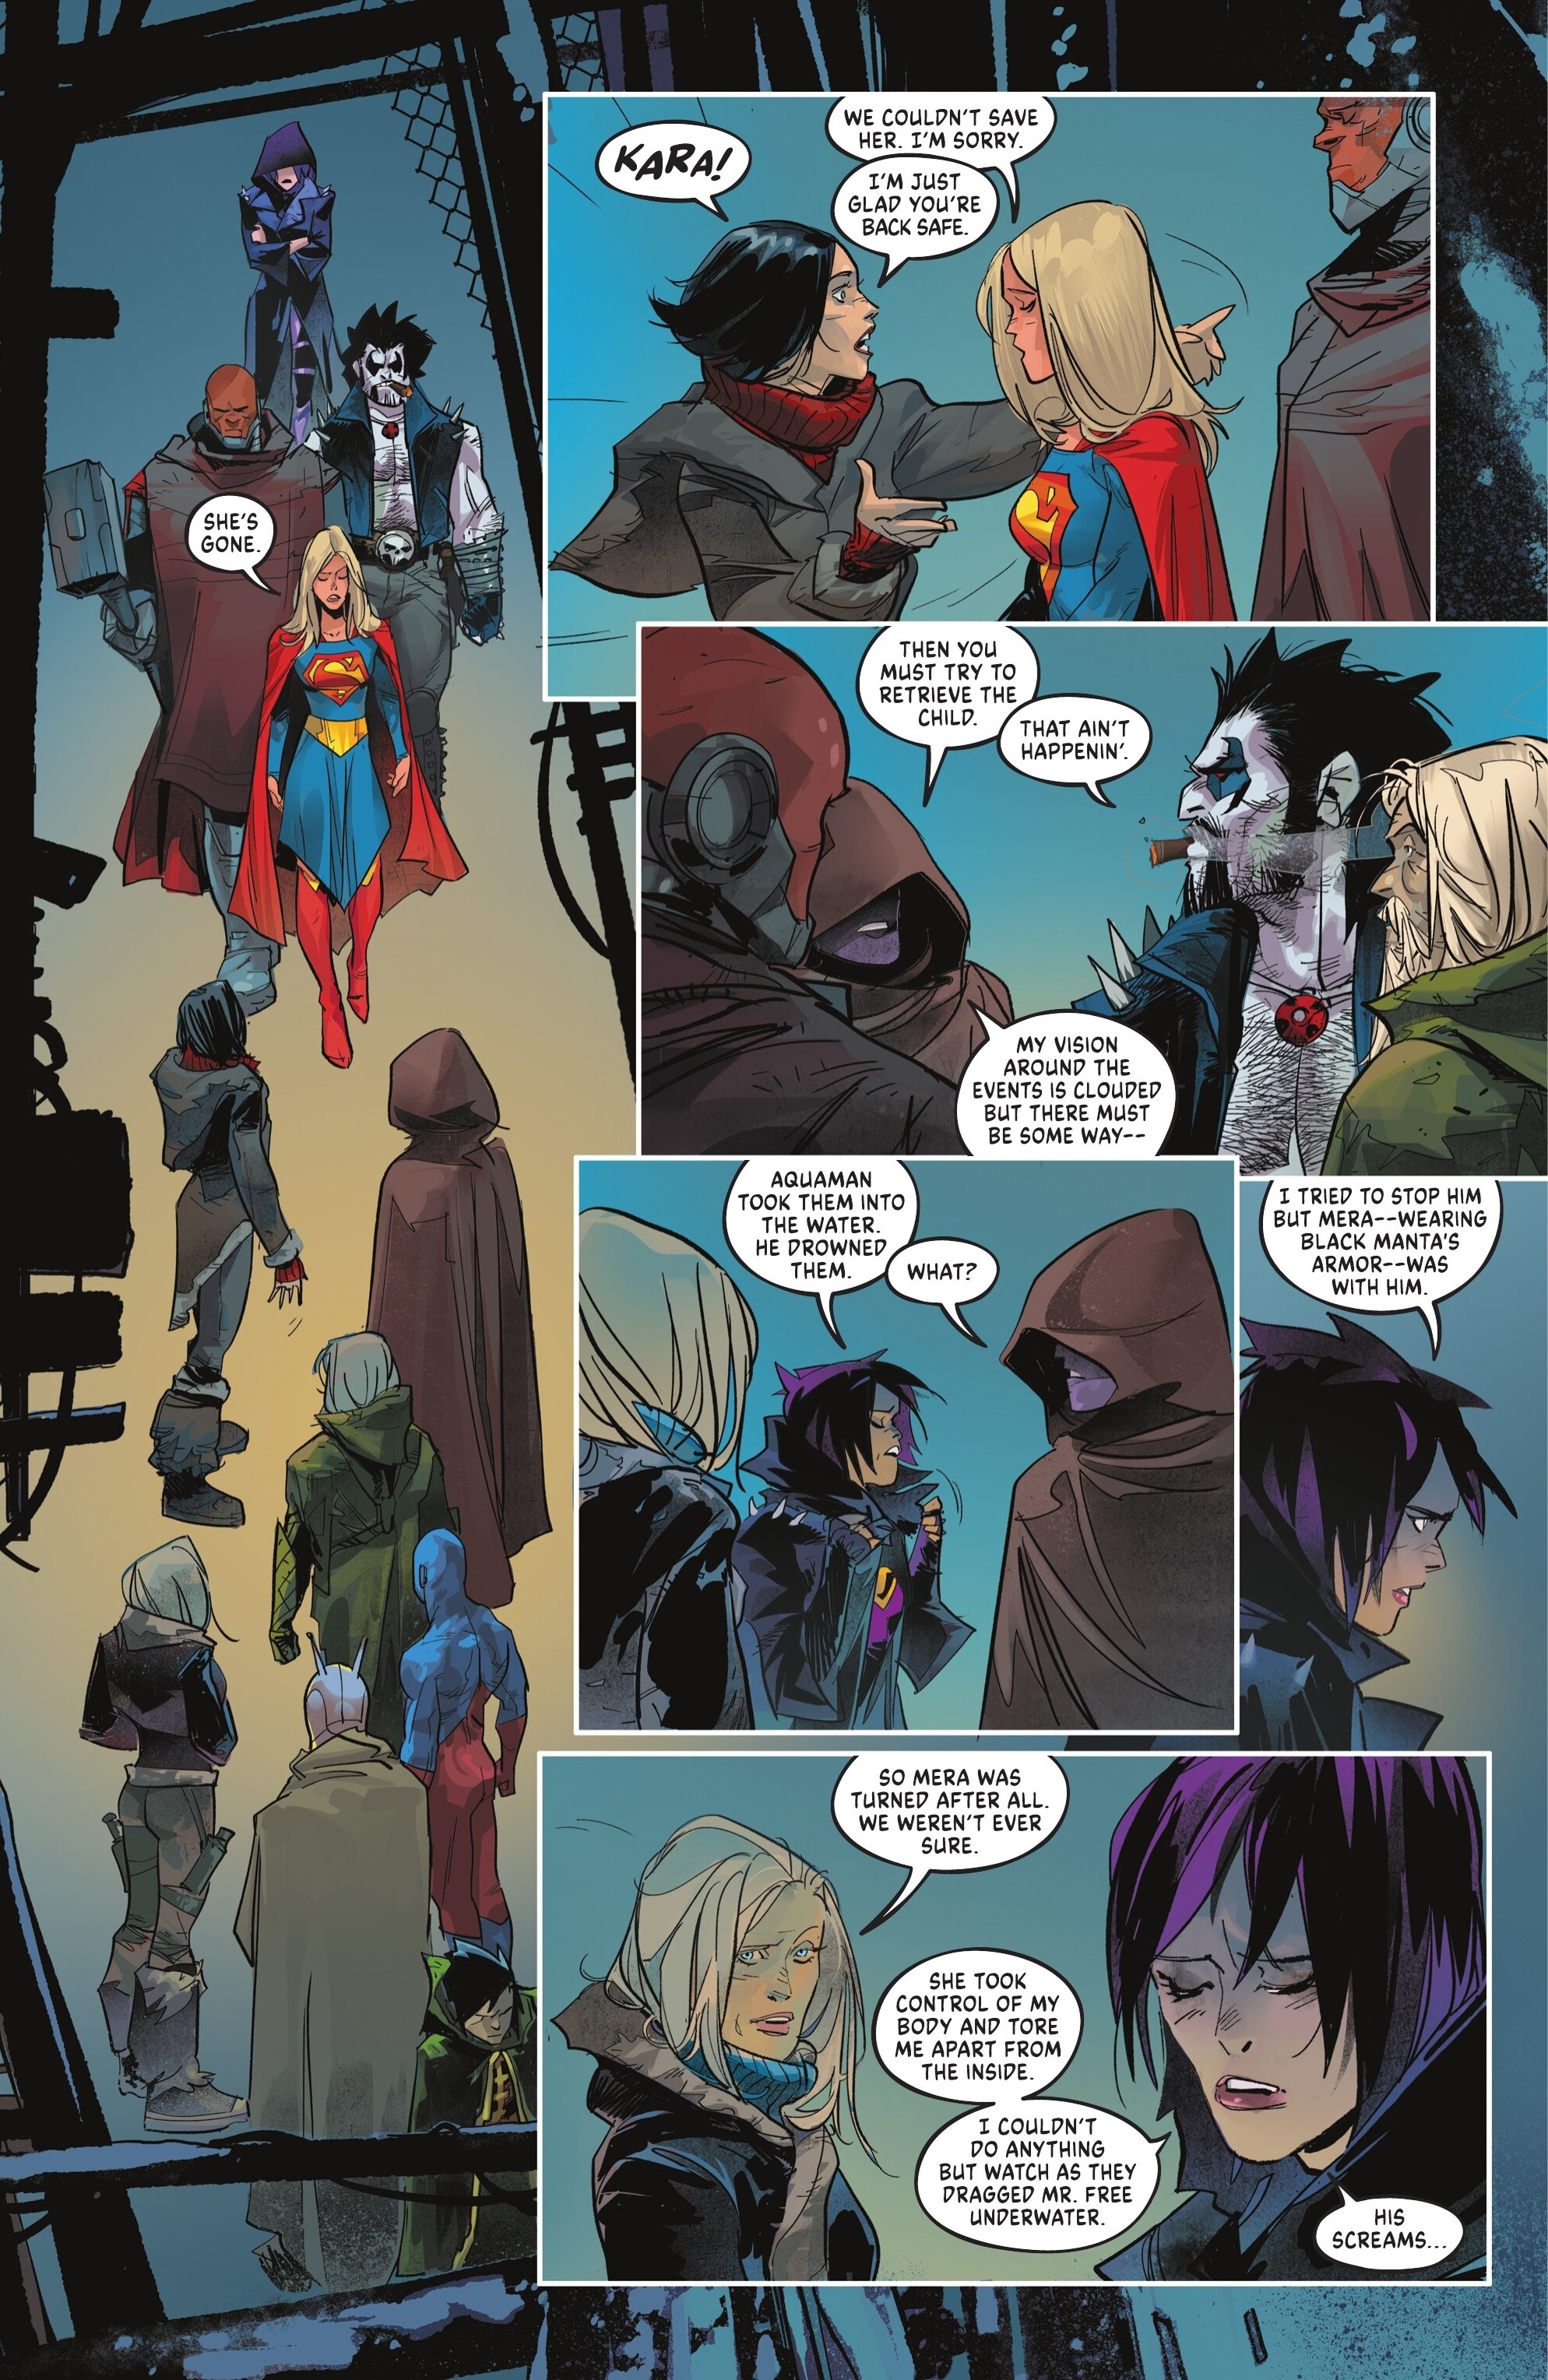 SHE'S
GONE.
KARA!
WE COULDN'T SAVE
HER. I'M SORRY.
I'M JUST
GLAD YOU'RE
BACK SAFE.
THEN YOU
MUST TRY TO
RETRIEVE THE
CHILD.
THAT AIN'T
HAPPENIN'.
MY VISION
AROUND THE
EVENTS IS CLOUDED
BUT THERE MUST
BE SOME WAY--
AQUAMAN
TOOK THEM INTO
THE WATER.
HE DROWNED
THEM.
WHAT?
I TRIED TO STOP HIM
BUT MERA--WEARING
BLACK MANTA'S
ARMOR--WAS
WITH HIM.
SO MERA WAS
TURNED AFTER ALL.
WE WEREN'T EVER
SURE.
SHE TOOK
CONTROL OF MY
BODY AND TORE
ME APART FROM
THE INSIDE.
I COULDN'T
DO ANYTHING
BUT WATCH AS THEY
DRAGGED MR. FREE
UNDERWATER.
HIS
SCREAMS...